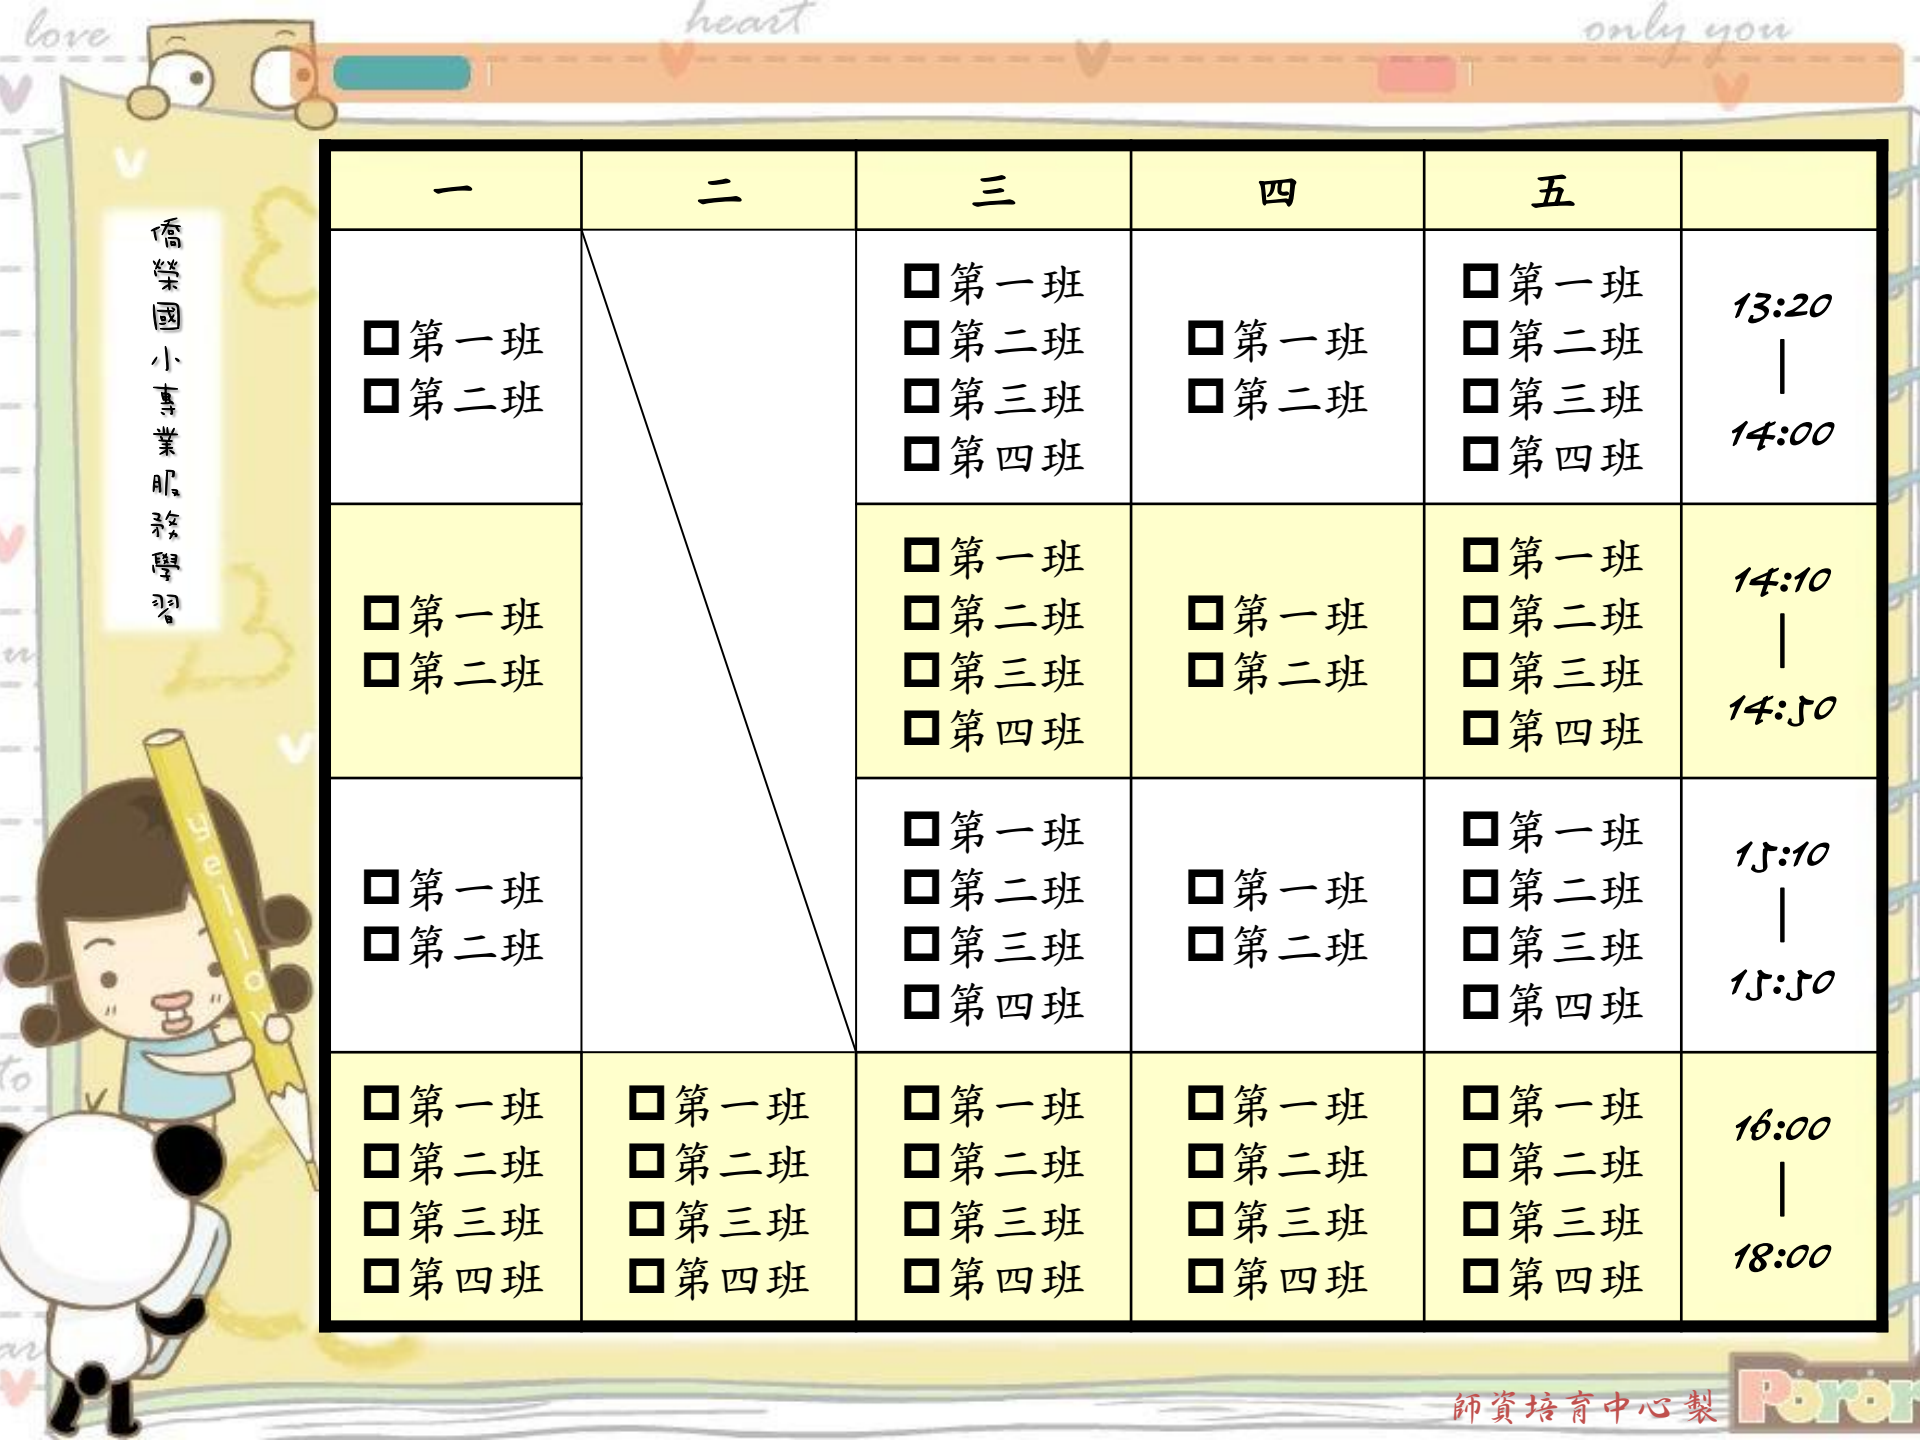 love
heart
only you
僑榮國小專業服務學習
一 二 三 四 五
第一班
第二班
第一班
第二班
第三班
第四班
第一班
第二班
第一班
第二班
第三班
第四班
13:20
|
14:00
第一班
第二班
第一班
第二班
第三班
第四班
第一班
第二班
第一班
第二班
第三班
第四班
14:10
|
14:50
第一班
第二班
第一班
第二班
第三班
第四班
第一班
第二班
第一班
第二班
第三班
第四班
15:10
|
15:50
第一班
第二班
第三班
第四班
第一班
第二班
第三班
第四班
第一班
第二班
第三班
第四班
第一班
第二班
第三班
第四班
第一班
第二班
第三班
第四班
16:00
|
18:00
yellow
to
師資培育中心製